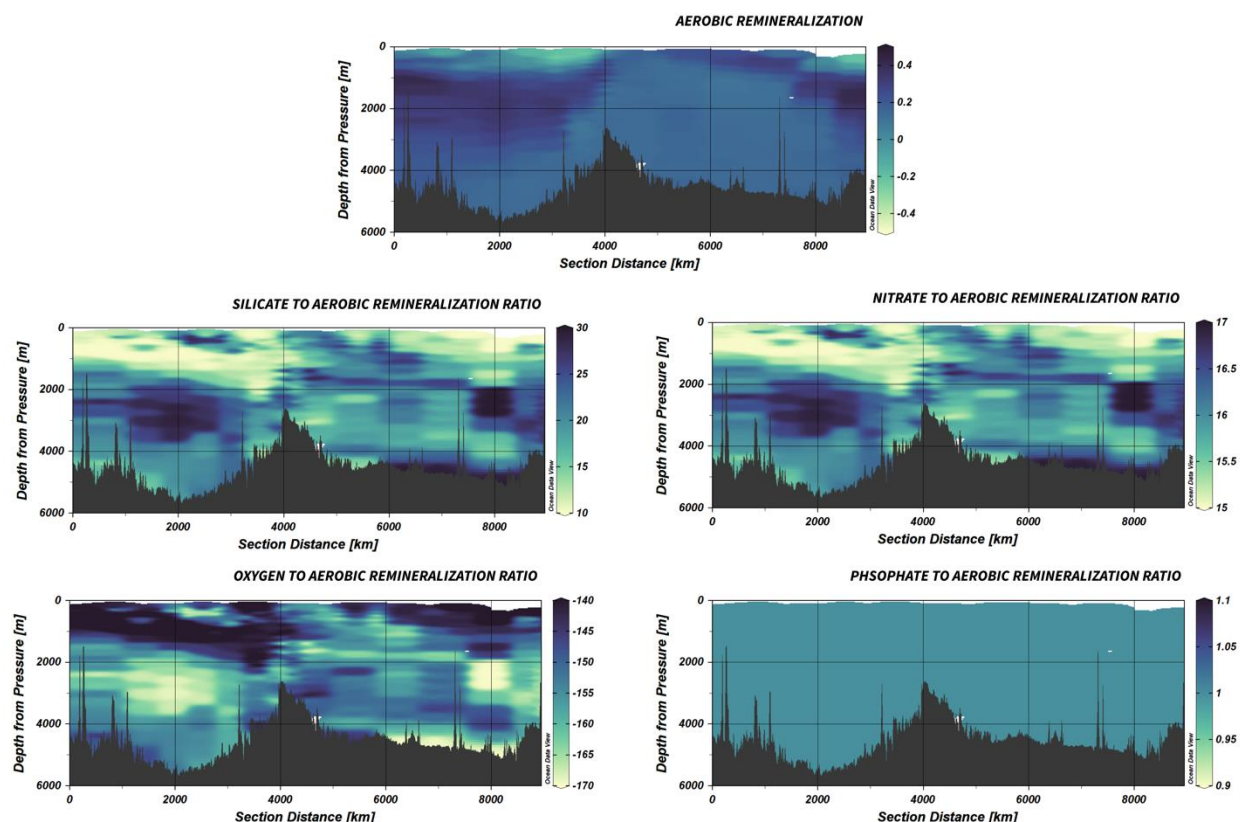 AEROBIC REMINERALIZATION
0
2000
4000
6000
Depth from Pressure [m]
0 2000 4000 6000 8000
Section Distance [km]
0.4
0.2
0
-0.2
-0.4
Ocean Data View
SILICATE TO AEROBIC REMINERALIZATION RATIO
0
2000
4000
6000
Depth from Pressure [m]
0 2000 4000 6000 8000
Section Distance [km]
30
25
20
15
10
Ocean Data View
NITRATE TO AEROBIC REMINERALIZATION RATIO
0
2000
4000
6000
Depth from Pressure [m]
0 2000 4000 6000 8000
Section Distance [km]
17
16.5
16
15.5
15
Ocean Data View
OXYGEN TO AEROBIC REMINERALIZATION RATIO
0
2000
4000
6000
Depth from Pressure [m]
0 2000 4000 6000 8000
Section Distance [km]
-140
-145
-150
-155
-160
-165
-170
Ocean Data View
PHSOPHATE TO AEROBIC REMINERALIZATION RATIO
0
2000
4000
6000
Depth from Pressure [m]
0 2000 4000 6000 8000
Section Distance [km]
1.1
1.05
1
0.95
0.9
Ocean Data View